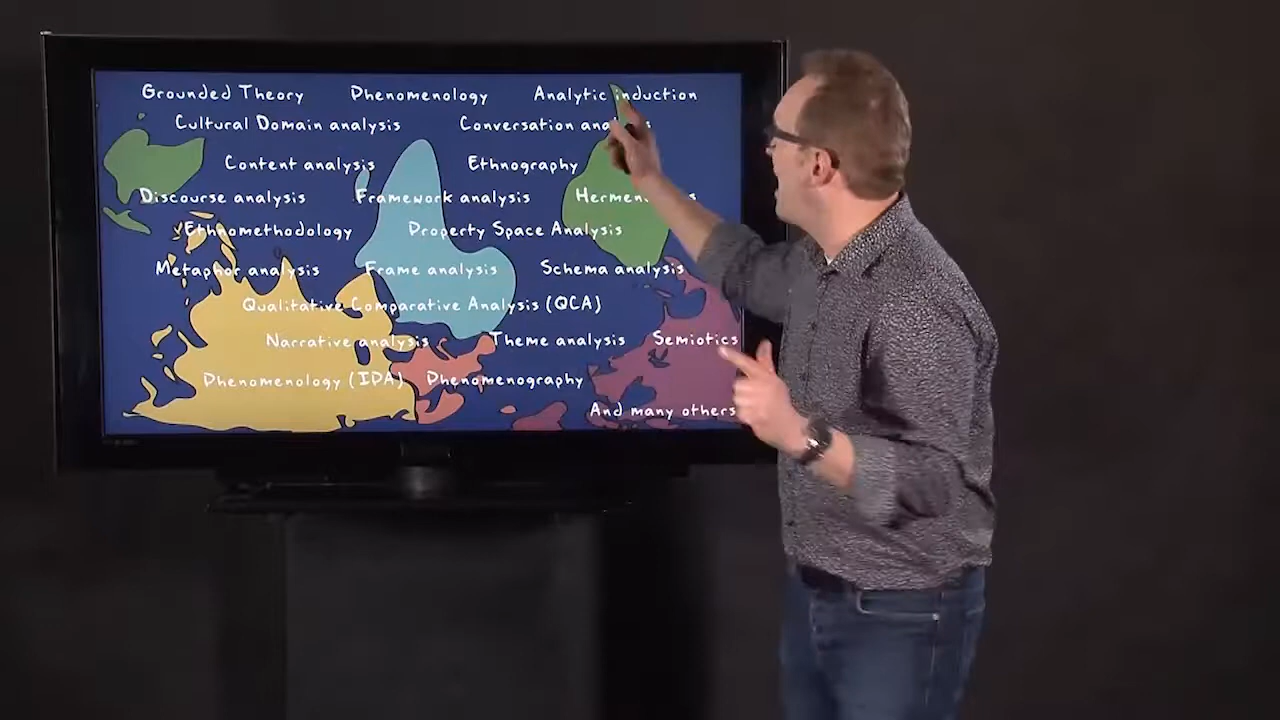 Grounded Theory Phenomenology Analytic induction
Cultural Domain analysis Conversation
Content analysis Ethnography
Discourse analysis Framework analysis
Ethnomethodology Property Space Analysis
Metaphor analysis Frame analysis Schema analysis
Qualitative Comparative Analysis (QCA)
Narrative analysis Theme analysis Semiotics
Phenomenology (IPA) Phenomenography
And many others